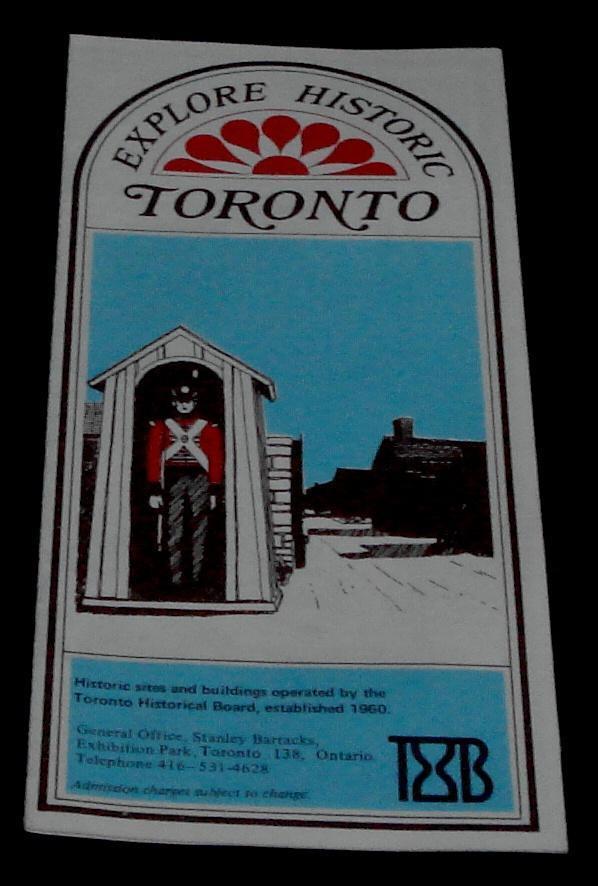 EXPLORE HISTORIC
TORONTO
Historic sites and buildings operated by the
Toronto Historical Board, established 1960.
General Office, Stanley Barracks,
Exhibition Park, Toronto 138, Ontario.
Telephone 416-531-4628
Admission charges subject to change.
THB